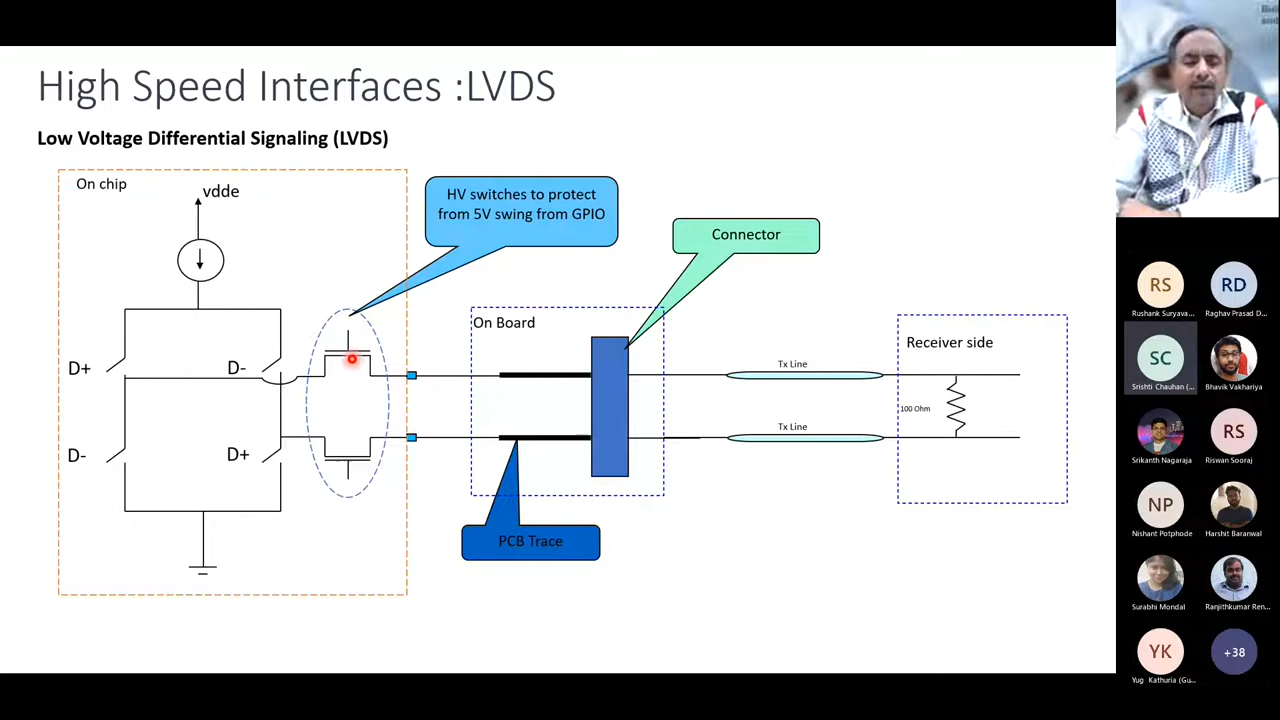 High Speed Interfaces :LVDS
Low Voltage Differential Signaling (LVDS)
On chip
vdde
HV switches to protect
from 5V swing from GPIO
Connector
On Board
Receiver side
D+
D-
Tx Line
100 Ohm
D-
D+
Tx Line
PCB Trace
RS
Rushank Suryava...
RD
Raghav Prasad D...
SC
Srishti Chauhan (...
Bhavik Vakhariya
Srikanth Nagaraja
RS
Riswan Sooraj
NP
Nishant Potphode
Harshit Baranwal
Surabhi Mondal
Ranjithkumar Ren...
YK
Yug Kathuria (Gu...
+38